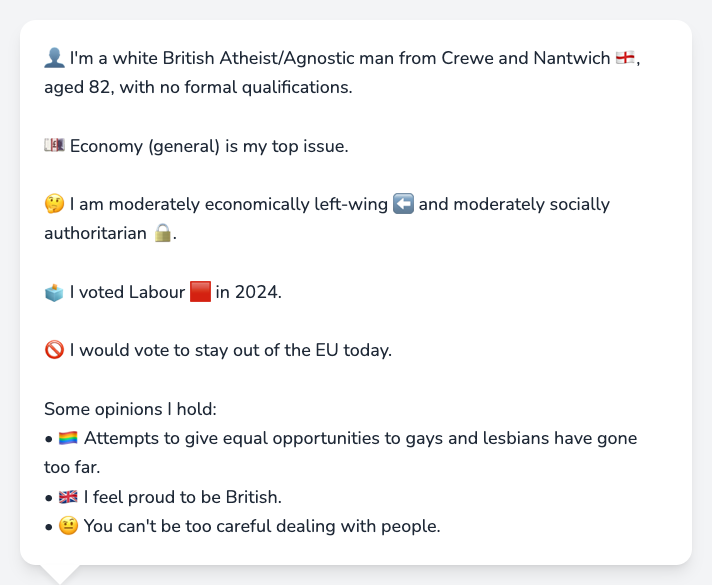 👤 I'm a white British Atheist/Agnostic man from Crewe and Nantwich 🏴󠁧󠁢󠁥󠁮󠁧󠁿,
aged 82, with no formal qualifications.
💷 Economy (general) is my top issue.
🤔 I am moderately economically left-wing ⬅️ and moderately socially
authoritarian 🔒.
🗳️ I voted Labour 🟥 in 2024.
🚫 I would vote to stay out of the EU today.
Some opinions I hold:
• 🏳️‍🌈 Attempts to give equal opportunities to gays and lesbians have gone
too far.
• 🇬🇧 I feel proud to be British.
• 🤨 You can't be too careful dealing with people.